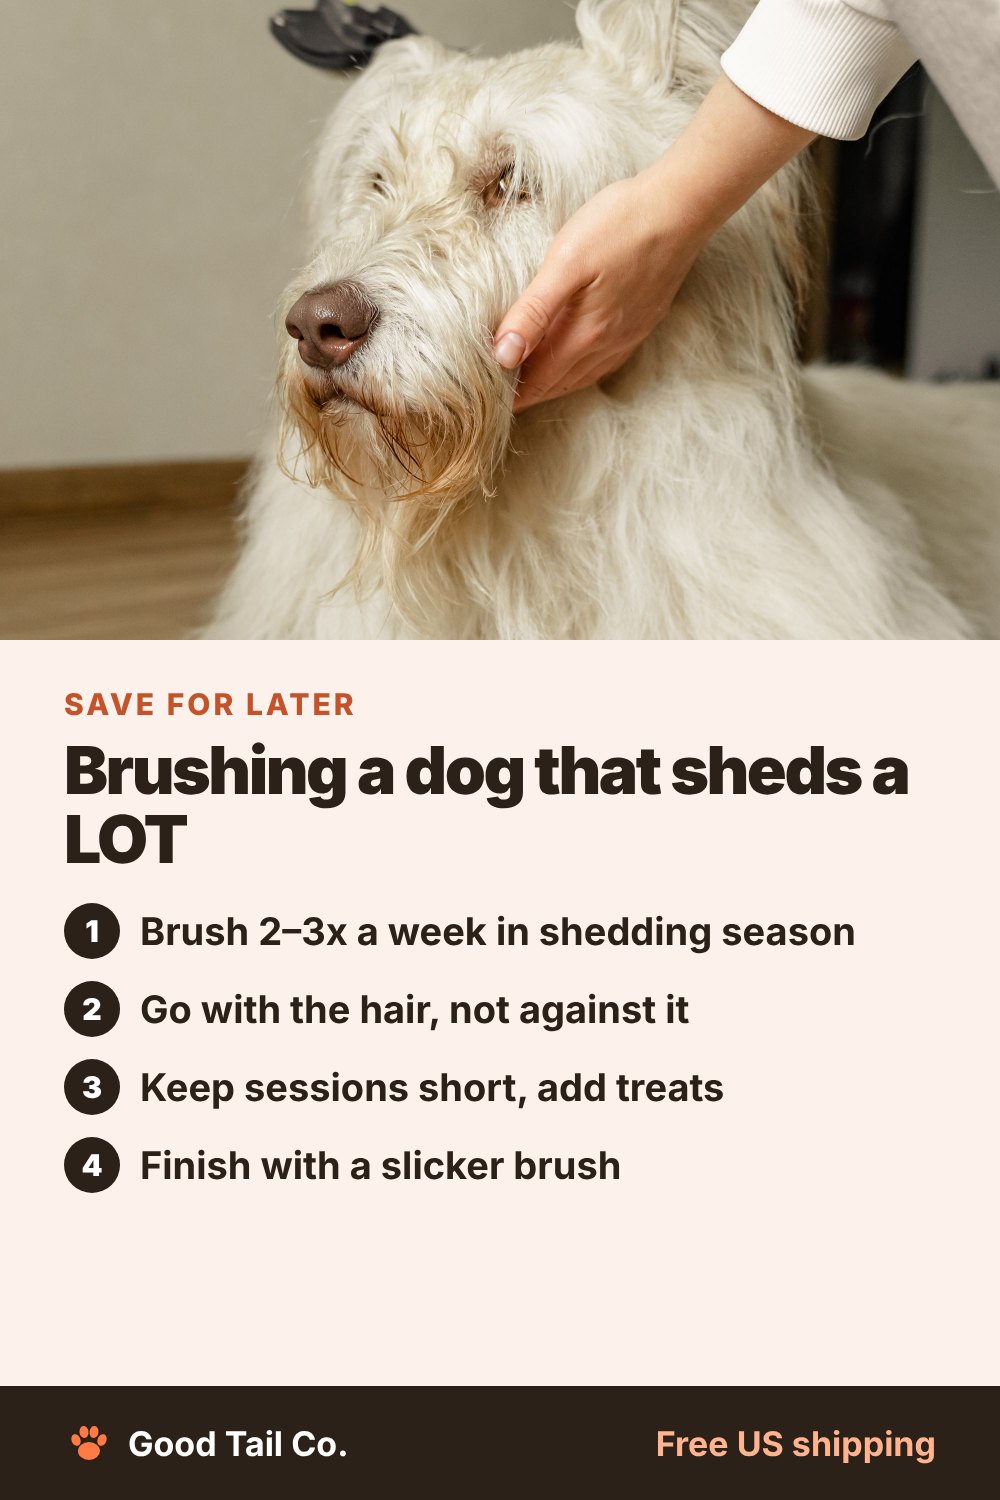 SAVE FOR LATER
Brushing a dog that sheds a
LOT
1 Brush 2–3x a week in shedding season
2 Go with the hair, not against it
3 Keep sessions short, add treats
4 Finish with a slicker brush
Good Tail Co. Free US shipping